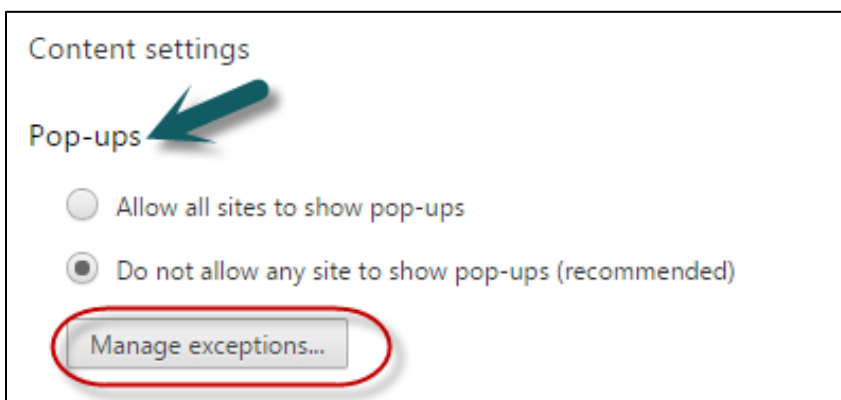 Content settings
Pop-ups
Allow all sites to show pop-ups
Do not allow any site to show pop-ups (recommended)
Manage exceptions...